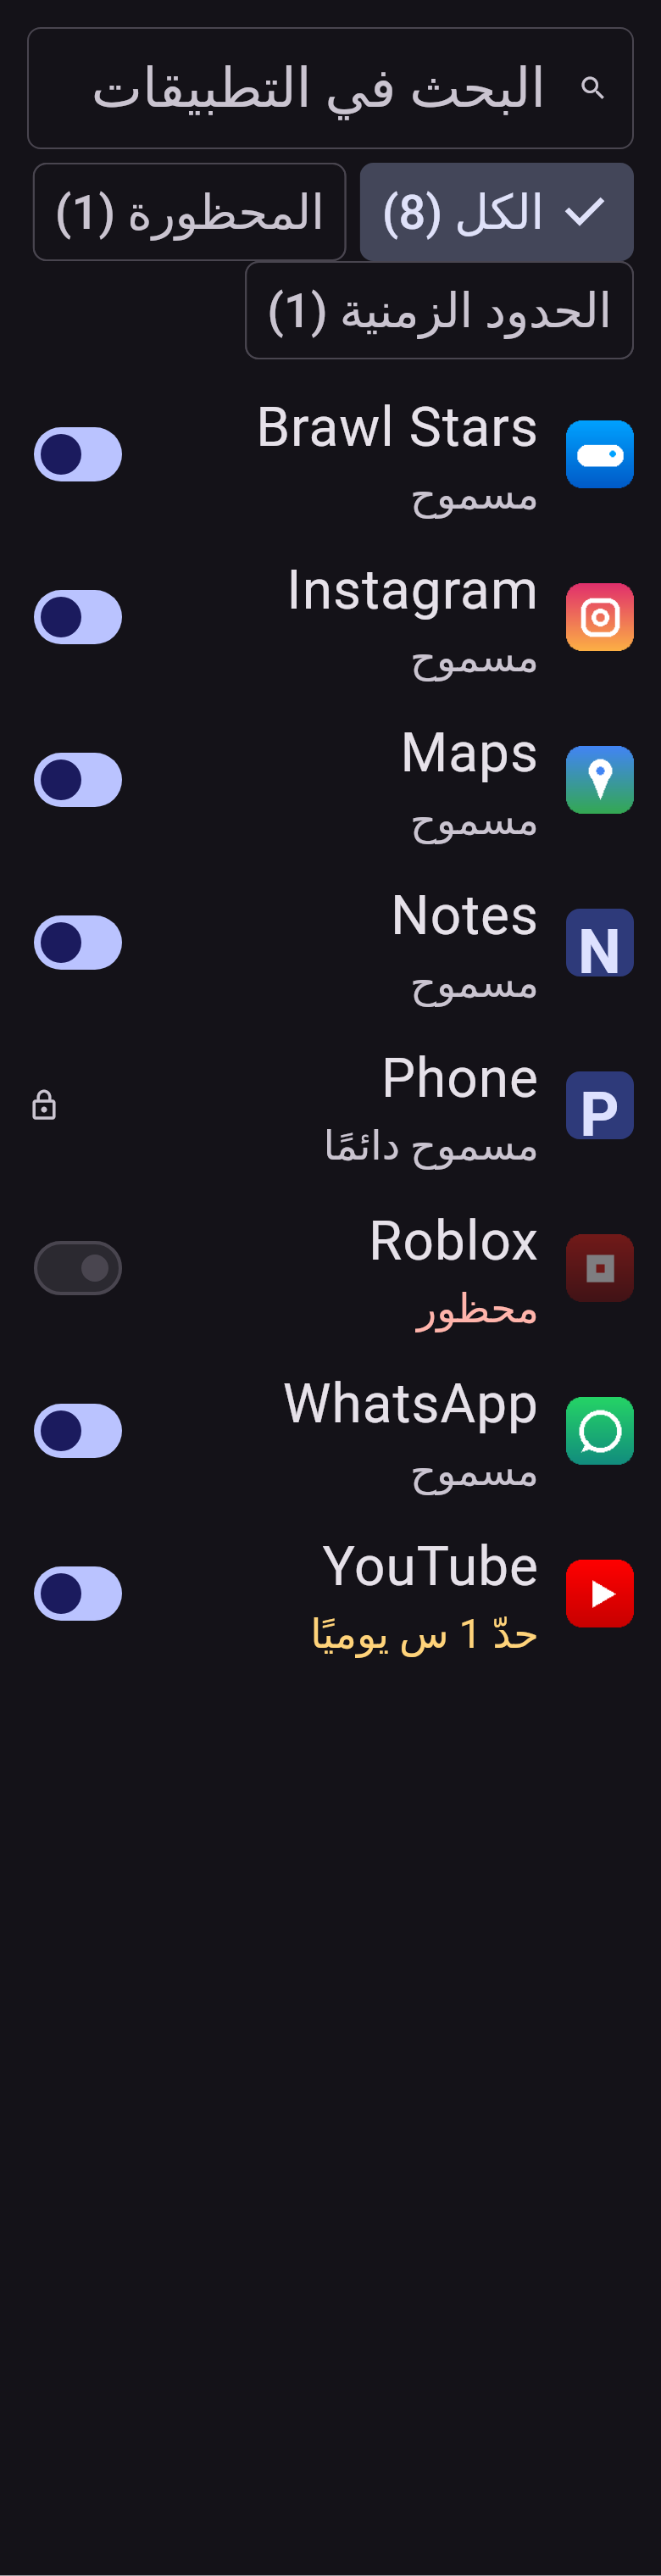 البحث في التطبيقات
الكل (8)
المحظورة (1)
الحدود الزمنية (1)
Brawl Stars
مسموح
Instagram
مسموح
Maps
مسموح
N
Notes
مسموح
P
Phone
مسموح دائمًا
Roblox
محظور
WhatsApp
مسموح
YouTube
حدّ 1 س يوميًا